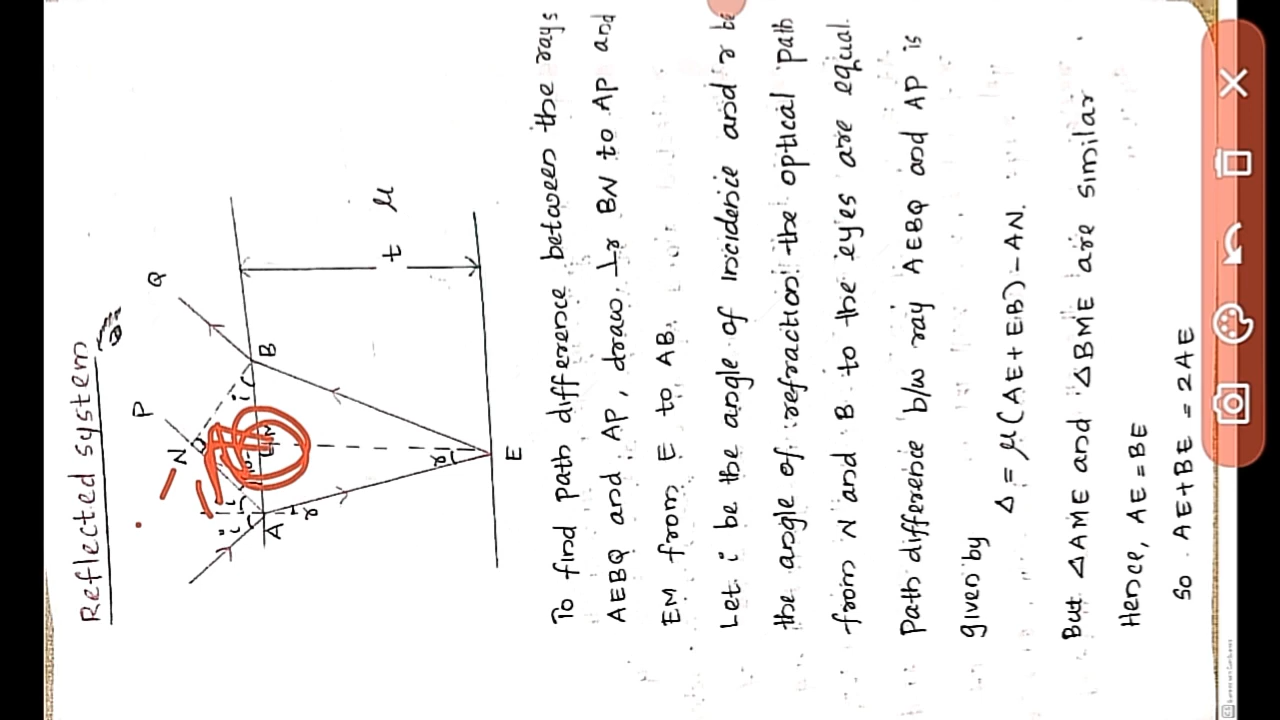 Reflected system
P
Q
N
i
i
i
B
A
M
r
r
E
t
μ
To find path difference between the rays
AEBQ and AP, draw ⊥r BN to AP and
EM from E to AB.
Let i be the angle of incidence and r be
the angle of refraction the optical path
from N and B to the eyes are equal.
Path difference b/w ray AEBQ and AP is
given by
Δ = μ(AE + EB) - AN.
But ΔAME and ΔBME are similar
Hence, AE = BE
So AE + BE = 2AE